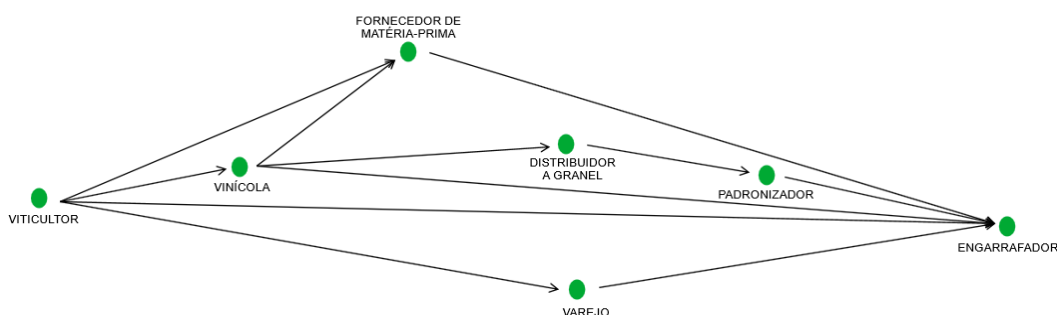 FORNECEDOR DE
MATÉRIA-PRIMA
DISTRIBUIDOR
A GRANEL
VINÍCOLA
PADRONIZADOR
VITICULTOR
ENGARRAFADOR
VAREJO